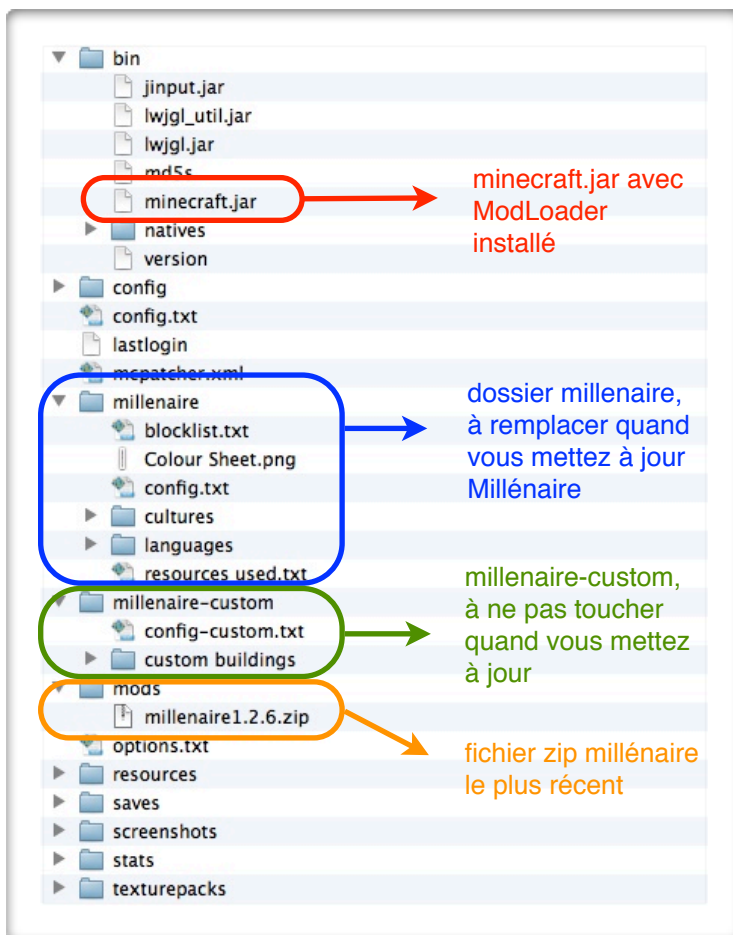 bin
jinput.jar
lwjgl_util.jar
lwjgl.jar
md5s
minecraft.jar
natives
version
config
config.txt
lastlogin
mcpatcher.xml
millenaire
blocklist.txt
Colour Sheet.png
config.txt
cultures
languages
resources used.txt
millenaire-custom
config-custom.txt
custom buildings
mods
millenaire1.2.6.zip
options.txt
resources
saves
screenshots
stats
texturepacks
minecraft.jar avec
ModLoader
installé
dossier millenaire,
à remplacer quand
vous mettez à jour
Millénaire
millenaire-custom,
à ne pas toucher
quand vous mettez
à jour
fichier zip millénaire
le plus récent